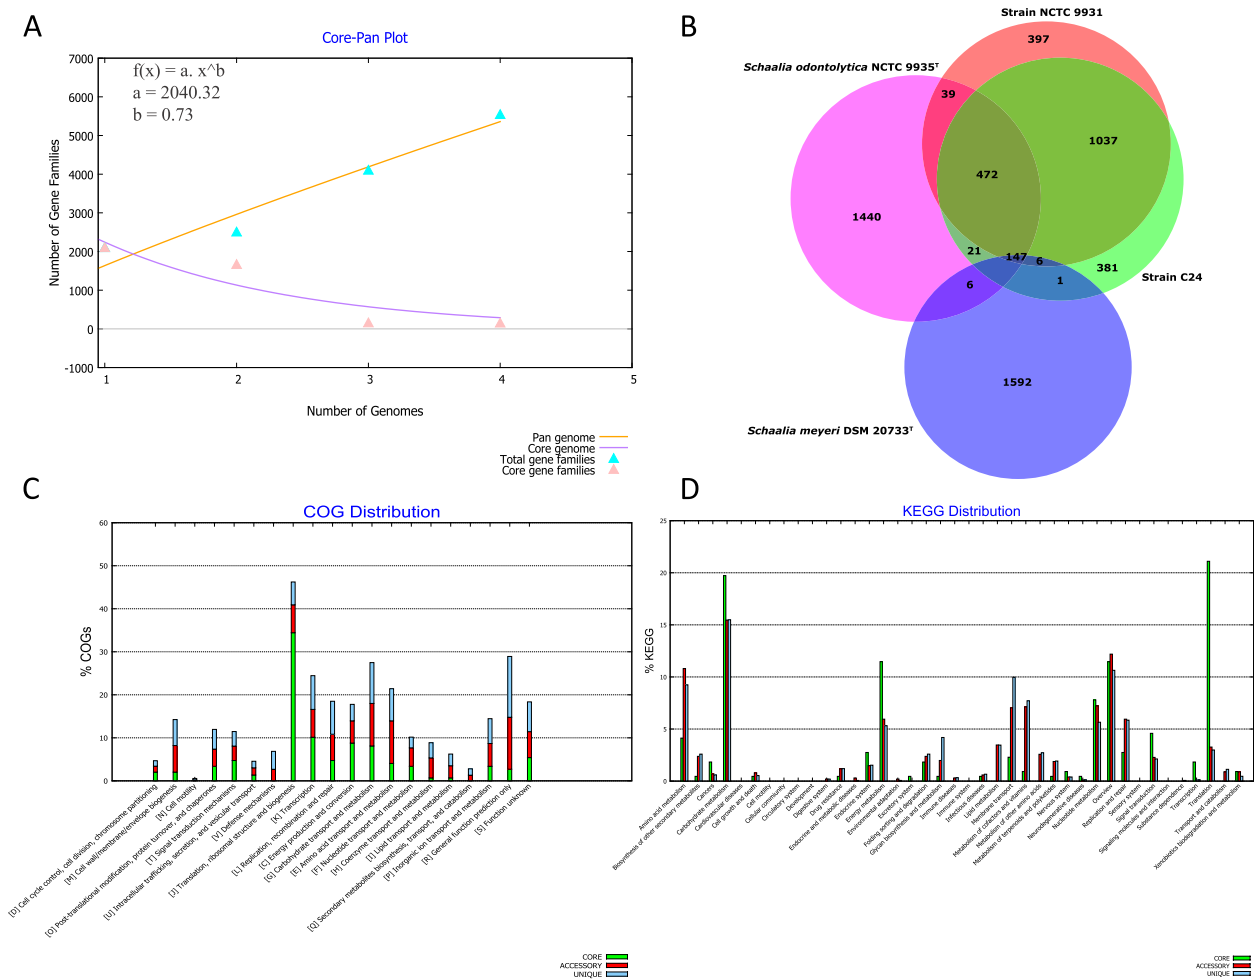 A
Core-Pan Plot
f(x) = a. x^b
a = 2040.32
b = 0.73
7000
6000
5000
4000
3000
2000
1000
0
-1000
Number of Gene Families
1 2 3 4 5
Number of Genomes
Pan genome
Core genome
Total gene families
Core gene families
B
Strain NCTC 9931
397
Schaalia odontolytica NCTC 9935ᵀ
39
1037
472
1440
21
147
6
381
6
1
Strain C24
1592
Schaalia meyeri DSM 20733ᵀ
C
COG Distribution
60
50
40
30
20
10
0
% COGs
[D] Cell cycle control, cell division, chromosome partitioning
[M] Cell wall/membrane/envelope biogenesis
[N] Cell motility
[O] Post-translational modification, protein turnover, and chaperones
[T] Signal transduction mechanisms
[U] Intracellular trafficking, secretion, and vesicular transport
[V] Defense mechanisms
[J] Translation, ribosomal structure and biogenesis
[K] Transcription
[L] Replication, recombination and repair
[C] Energy production and conversion
[G] Carbohydrate transport and metabolism
[E] Amino acid transport and metabolism
[F] Nucleotide transport and metabolism
[H] Coenzyme transport and metabolism
[I] Lipid transport and metabolism
[Q] Secondary metabolites biosynthesis, transport, and catabolism
[P] Inorganic ion transport and metabolism
[R] General function prediction only
[S] Function unknown
CORE
ACCESSORY
UNIQUE
D
KEGG Distribution
25
20
15
10
5
0
% KEGG
Amino acid metabolism
Biosynthesis of other secondary metabolites
Cancers
Carbohydrate metabolism
Cardiovascular diseases
Cell growth and death
Cell motility
Cellular community
Circulatory system
Development
Digestive system
Drug resistance
Endocrine and metabolic diseases
Endocrine system
Energy metabolism
Environmental adaptation
Excretory system
Folding sorting and degradation
Glycan biosynthesis and metabolism
Immune diseases
Immune system
Infectious diseases
Lipid metabolism
Membrane transport
Metabolism of cofactors and vitamins
Metabolism of other amino acids
Metabolism of terpenoids and polyketides
Nervous system
Neurodegenerative diseases
Nucleotide metabolism
Overview
Replication and repair
Sensory system
Signal transduction
Signaling molecules and interaction
Substance dependence
Transcription
Translation
Transport and catabolism
Xenobiotics biodegradation and metabolism
CORE
ACCESSORY
UNIQUE